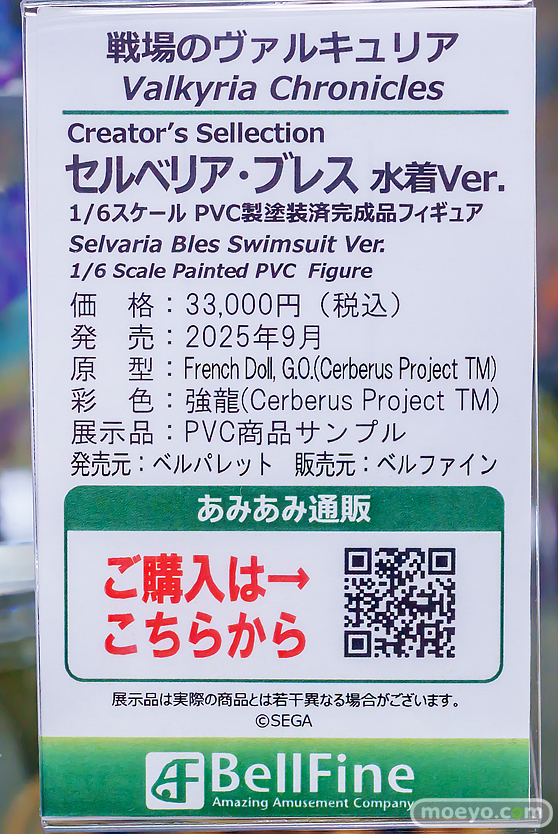 戦場のヴァルキュリア
Valkyria Chronicles
Creator's Sellection
セルベリア・ブレス 水着Ver.
1/6スケール PVC製塗装済完成品フィギュア
Selvaria Bles Swimsuit Ver.
1/6 Scale Painted PVC Figure
価 格：33,000円（税込）
発 売：2025年9月
原 型：French Doll, G.O.(Cerberus Project TM)
彩 色：強龍(Cerberus Project TM)
展示品：PVC商品サンプル
発売元：ベルパレット 販売元：ベルファイン
あみあみ通販
ご購入は→
こちらから
展示品は実際の商品とは若干異なる場合がございます。
©SEGA
BellFine
Amazing Amusement Company
moeyo.com